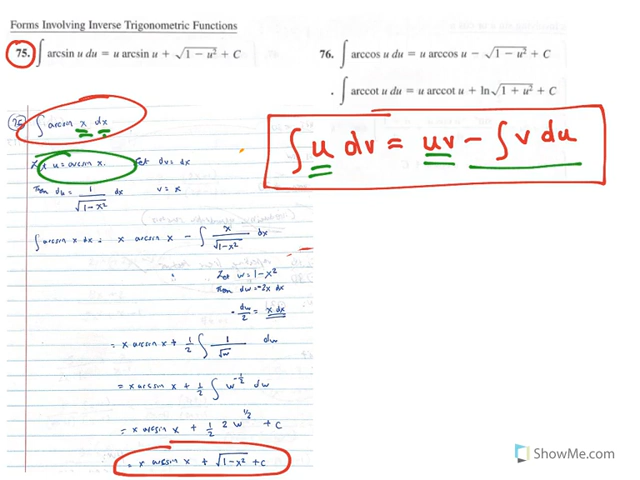 Forms Involving Inverse Trigonometric Functions
75. ∫ arcsin u du = u arcsin u + √(1 − u²) + C
76. ∫ arccos u du = u arccos u − √(1 − u²) + C
. ∫ arccot u du = u arccot u + ln √(1 + u²) + C
∫ u dv = uv − ∫ v du
∫ arcsin x dx
u = arcsin x. Let dv = dx
Then du = 1/√(1−x²) dx v = x
∫ arcsin x dx = x arcsin x − ∫ x/√(1−x²) dx
Let w = 1−x²
Then dw = −2x dx
−dw/2 = x dx
= x arcsin x + 1/2 ∫ 1/√w dw
= x arcsin x + 1/2 ∫ w^(−1/2) dw
= x arcsin x + 1/2 2 w^(1/2) + C
= x arcsin x + √(1−x²) + C
ShowMe.com